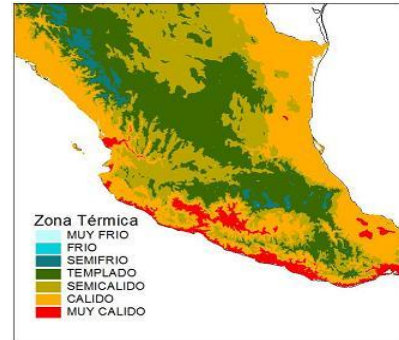 Zona Térmica
MUY FRIO
FRIO
SEMIFRIO
TEMPLADO
SEMICALIDO
CALIDO
MUY CALIDO